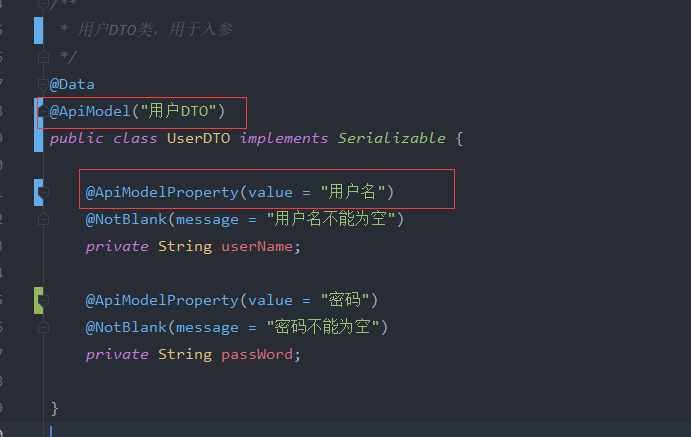 /**
* 用户DTO类，用于入参
*/
@Data
@ApiModel("用户DTO")
public class UserDTO implements Serializable {
@ApiModelProperty(value = "用户名")
@NotBlank(message = "用户名不能为空")
private String userName;
@ApiModelProperty(value = "密码")
@NotBlank(message = "密码不能为空")
private String passWord;
}